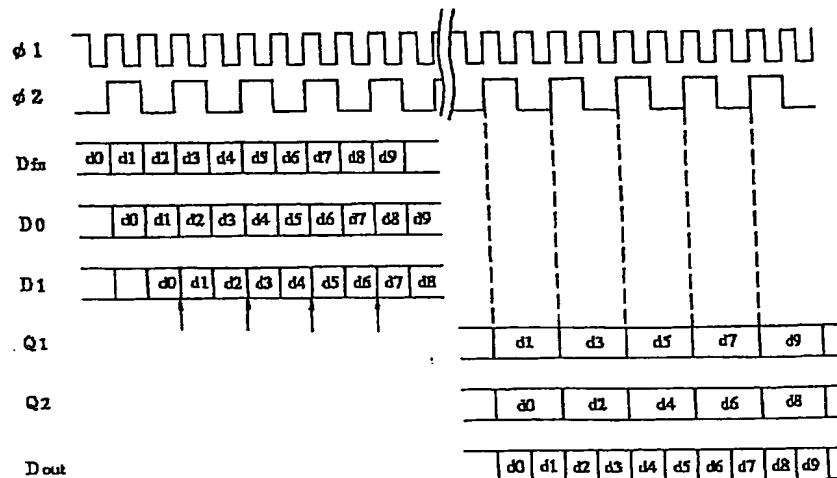 ϕ1
ϕ2
Dfn d0 d1 d2 d3 d4 d5 d6 d7 d8 d9
D0 d0 d1 d2 d3 d4 d5 d6 d7 d8 d9
D1 d0 d1 d2 d3 d4 d5 d6 d7 d8
Q1 d1 d3 d5 d7 d9
Q2 d0 d2 d4 d6 d8
Dout d0 d1 d2 d3 d4 d5 d6 d7 d8 d9